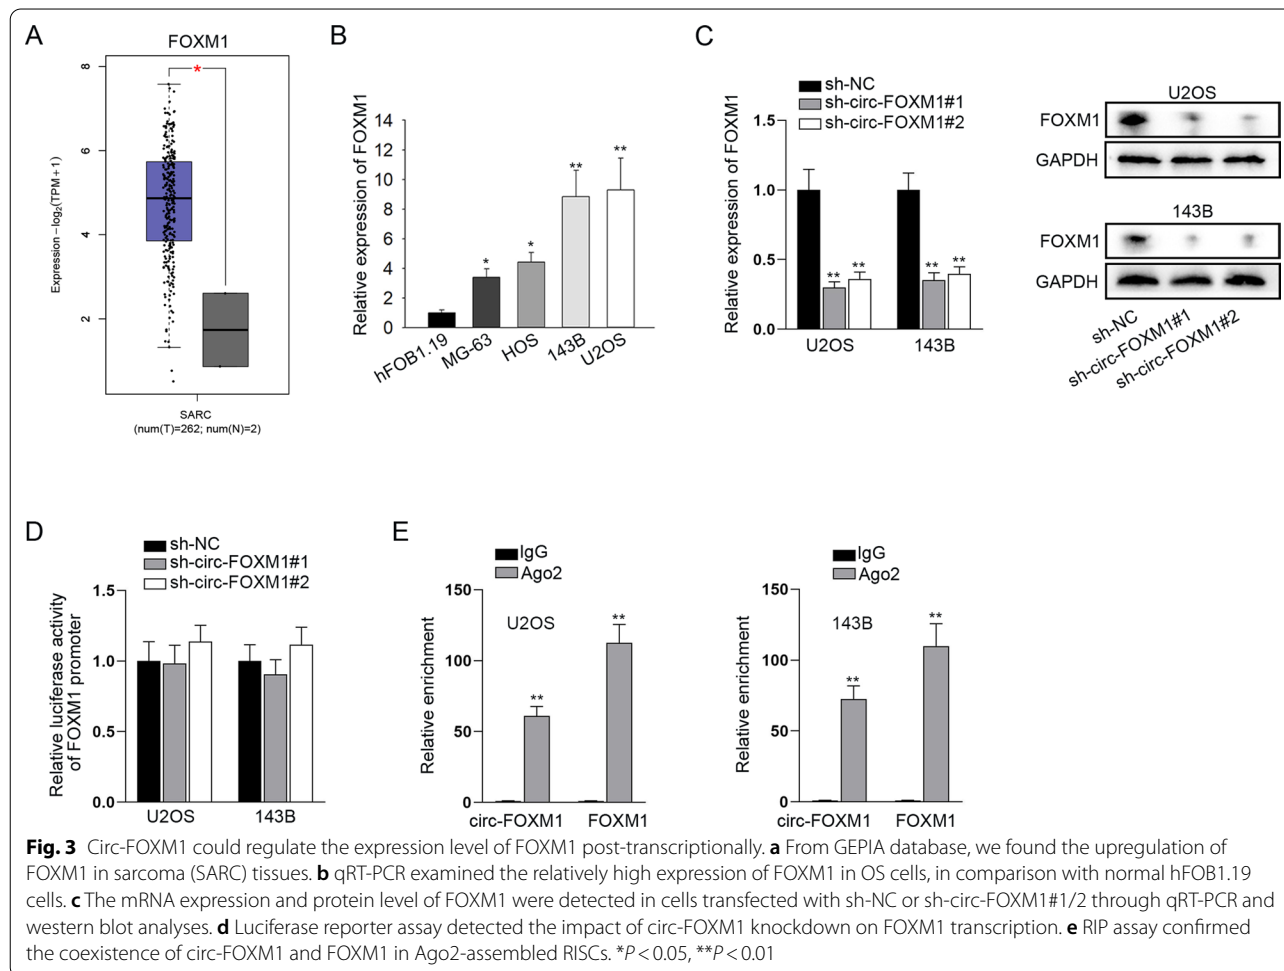 A
FOXM1
*
8
6
4
2
Expression−log2(TPM+1)
SARC
(num(T)=262; num(N)=2)
B
Relative expression of FOXM1
14
12
10
8
6
4
2
0
*
*
**
**
hFOB1.19
MG-63
HOS
143B
U2OS
C
sh-NC
sh-circ-FOXM1#1
sh-circ-FOXM1#2
Relative expression of FOXM1
1.5
1.0
0.5
0.0
**
**
**
**
U2OS
143B
U2OS
FOXM1
GAPDH
143B
FOXM1
GAPDH
sh-NC
sh-circ-FOXM1#1
sh-circ-FOXM1#2
D
sh-NC
sh-circ-FOXM1#1
sh-circ-FOXM1#2
Relative luciferase activity
of FOXM1 promoter
1.5
1.0
0.5
0.0
U2OS
143B
E
IgG
Ago2
Relative enrichment
150
100
50
0
U2OS
**
**
circ-FOXM1
FOXM1
IgG
Ago2
Relative enrichment
150
100
50
0
143B
**
**
circ-FOXM1
FOXM1
Fig. 3 Circ-FOXM1 could regulate the expression level of FOXM1 post-transcriptionally. a From GEPIA database, we found the upregulation of
FOXM1 in sarcoma (SARC) tissues. b qRT-PCR examined the relatively high expression of FOXM1 in OS cells, in comparison with normal hFOB1.19
cells. c The mRNA expression and protein level of FOXM1 were detected in cells transfected with sh-NC or sh-circ-FOXM1#1/2 through qRT-PCR and
western blot analyses. d Luciferase reporter assay detected the impact of circ-FOXM1 knockdown on FOXM1 transcription. e RIP assay confirmed
the coexistence of circ-FOXM1 and FOXM1 in Ago2-assembled RISCs. *P < 0.05, **P < 0.01